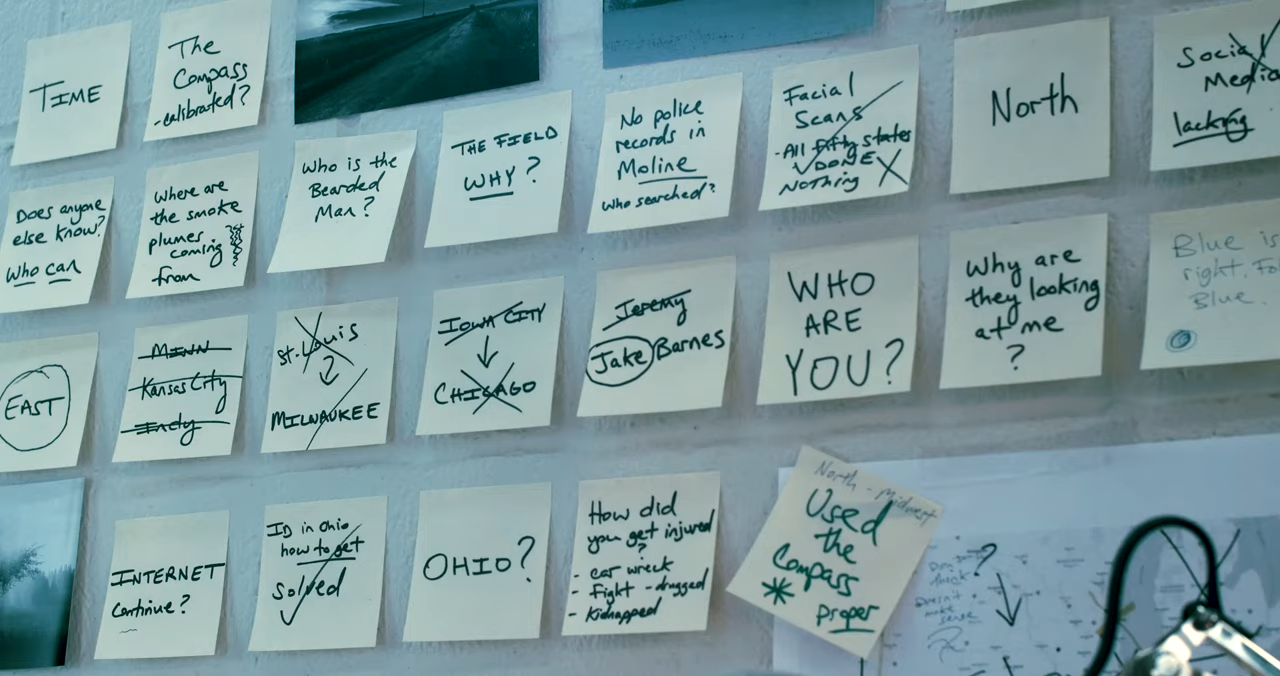 TIME
The
Compass
-calibrated?
No police
records in
Moline
who searched?
Facial
Scans
-All fifty states
DONE
NOTHING
North
Social
Media
lacking
Does anyone
else know?
Who can
Where are
the smoke
plumes
coming
from
Who is the
Bearded
Man?
THE FIELD
WHY?
EAST
MINN
Kansas City
Indy
St. Louis
MILWAUKEE
IOWA CITY
CHICAGO
Jeremy
Jake Barnes
WHO
ARE
YOU?
Why are
they looking
at me
?
Blue is
right.
Blue.
INTERNET
Continue?
ID in Ohio
how to get
solved
OHIO?
How did
you get injured
?
- car wreck
- fight - drugged
- Kidnapped
North - Midwest
Used
the
Compass
* proper
?
Doesn't
make
sense